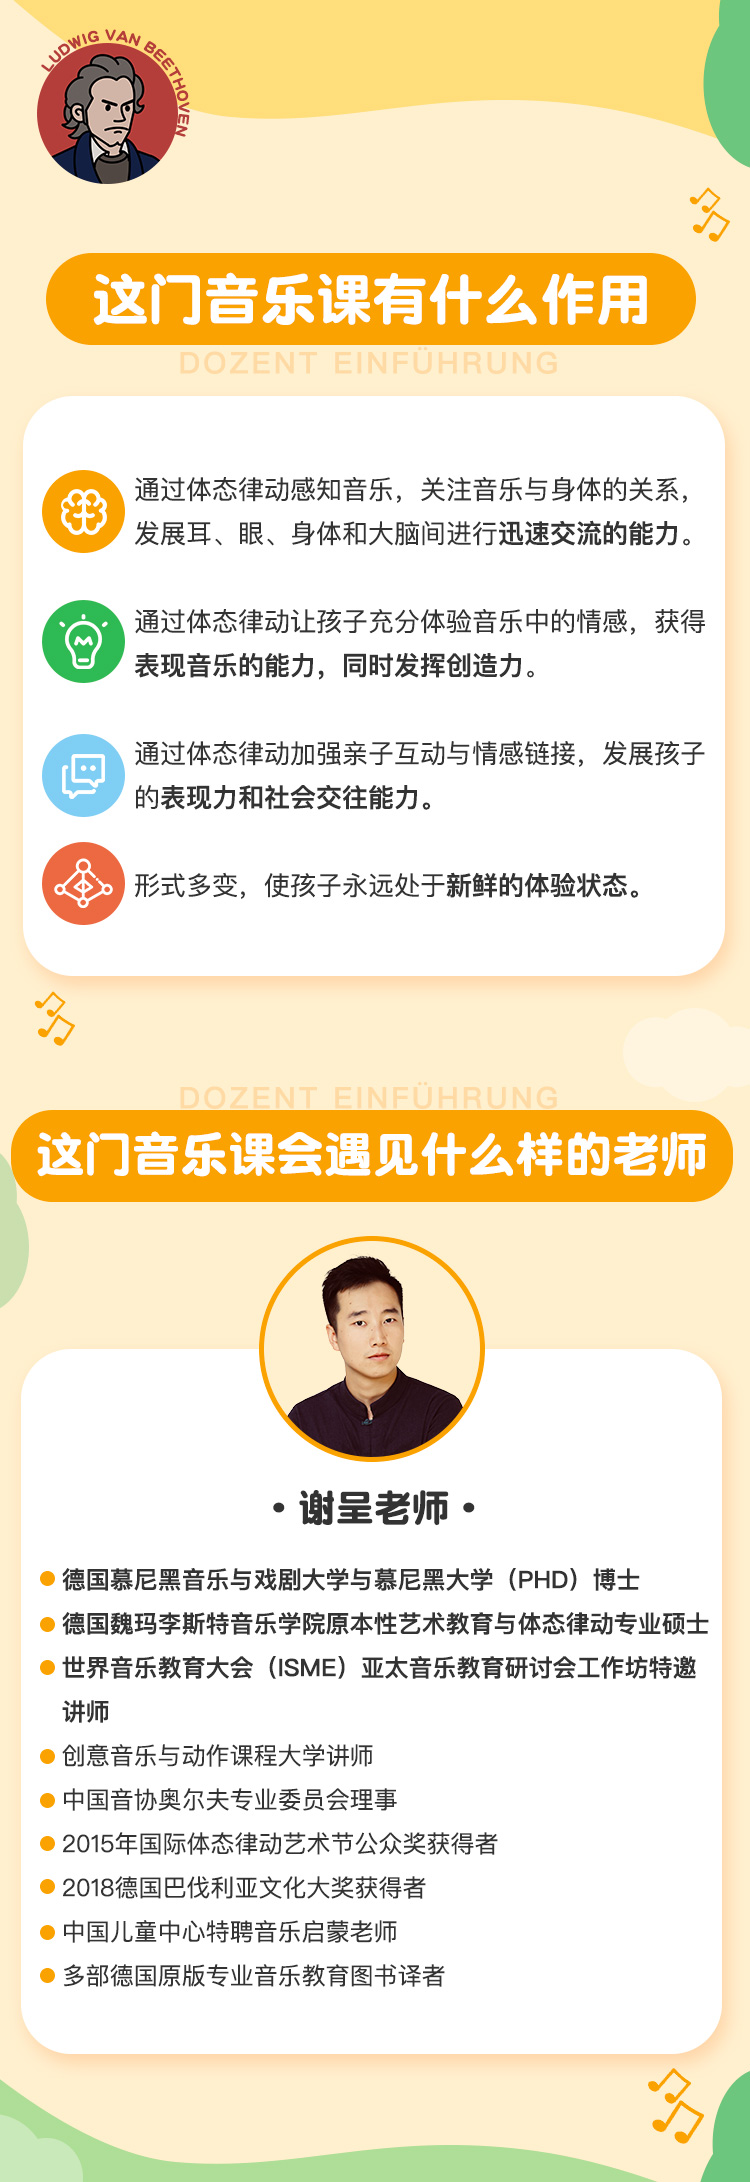 LUDWIG VAN BEETHOVEN
这门音乐课有什么作用
DOZENT EINFÜHRUNG
通过体态律动感知音乐，关注音乐与身体的关系，
发展耳、眼、身体和大脑间进行迅速交流的能力。
通过体态律动让孩子充分体验音乐中的情感，获得
表现音乐的能力，同时发挥创造力。
通过体态律动加强亲子互动与情感链接，发展孩子
的表现力和社会交往能力。
形式多变，使孩子永远处于新鲜的体验状态。
DOZENT EINFÜHRUNG
这门音乐课会遇见什么样的老师
·谢呈老师·
德国慕尼黑音乐与戏剧大学与慕尼黑大学（PHD）博士
德国魏玛李斯特音乐学院原本性艺术教育与体态律动专业硕士
世界音乐教育大会（ISME）亚太音乐教育研讨会工作坊特邀
讲师
创意音乐与动作课程大学讲师
中国音协奥尔夫专业委员会理事
2015年国际体态律动艺术节公众奖获得者
2018德国巴伐利亚文化大奖获得者
中国儿童中心特聘音乐启蒙老师
多部德国原版专业音乐教育图书译者